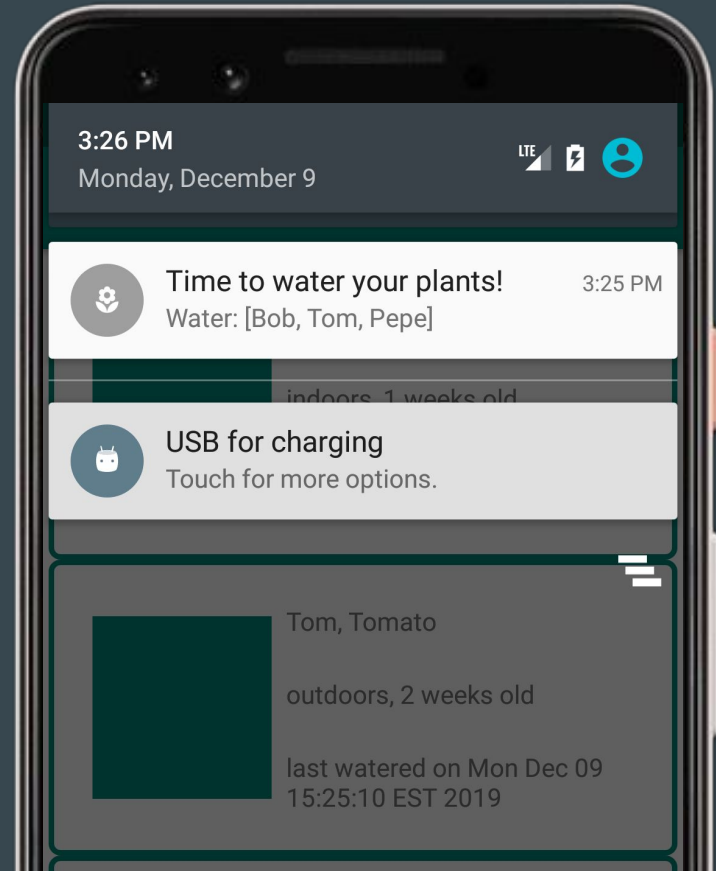 3:26 PM
Monday, December 9
LTE
Time to water your plants!
3:25 PM
Water: [Bob, Tom, Pepe]
indoors, 1 weeks old
USB for charging
Touch for more options.
Tom, Tomato
outdoors, 2 weeks old
last watered on Mon Dec 09
15:25:10 EST 2019